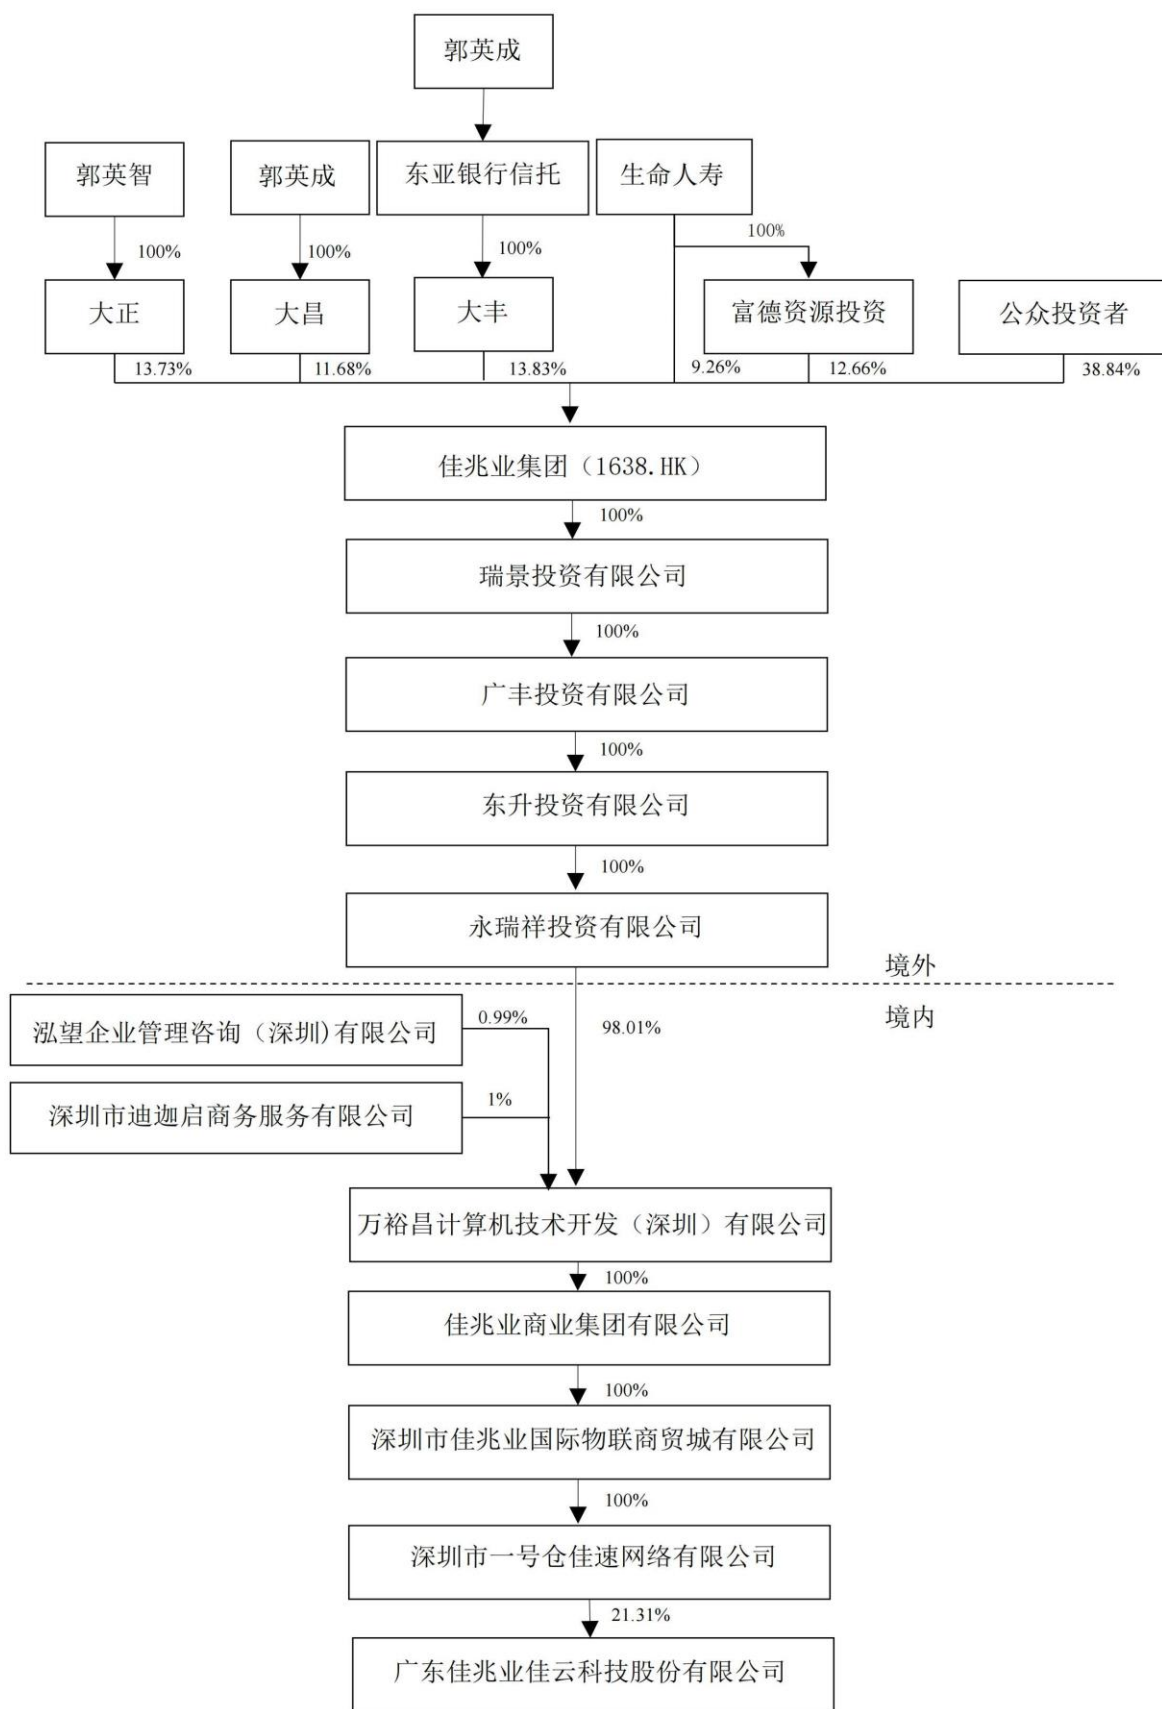 郭英成
郭英智
郭英成
东亚银行信托
生命人寿
100%
100%
100%
100%
大正
大昌
大丰
富德资源投资
公众投资者
13.73%
11.68%
13.83%
9.26%
12.66%
38.84%
佳兆业集团（1638.HK）
100%
瑞景投资有限公司
100%
广丰投资有限公司
100%
东升投资有限公司
100%
永瑞祥投资有限公司
境外
境内
泓望企业管理咨询（深圳)有限公司
0.99%
98.01%
深圳市迪迦启商务服务有限公司
1%
万裕昌计算机技术开发（深圳）有限公司
100%
佳兆业商业集团有限公司
100%
深圳市佳兆业国际物联商贸城有限公司
100%
深圳市一号仓佳速网络有限公司
21.31%
广东佳兆业佳云科技股份有限公司